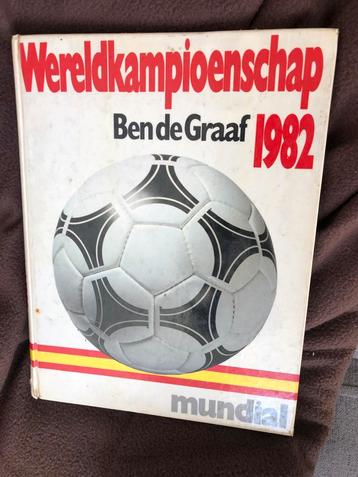 Wereldkampioenschap
Ben de Graaf 1982
mundial